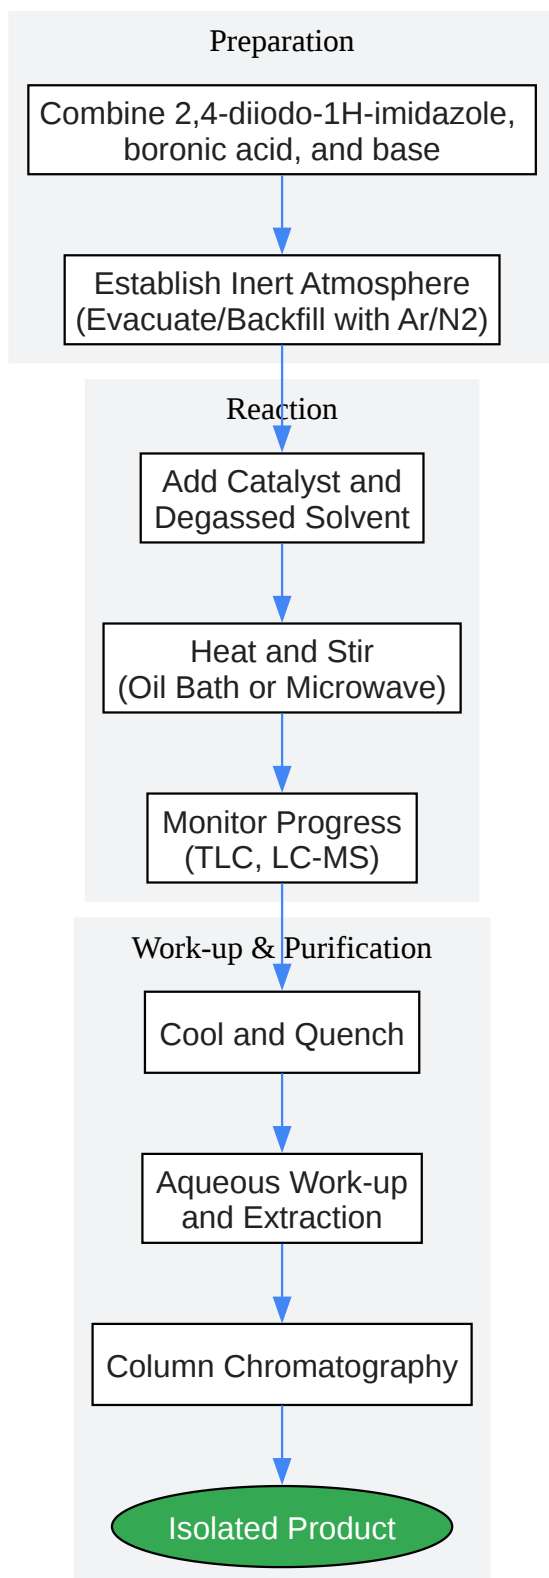 Preparation
Combine 2,4-diiodo-1H-imidazole,
boronic acid, and base
Establish Inert Atmosphere
(Evacuate/Backfill with Ar/N2)
Reaction
Add Catalyst and
Degassed Solvent
Heat and Stir
(Oil Bath or Microwave)
Monitor Progress
(TLC, LC-MS)
Work-up & Purification
Cool and Quench
Aqueous Work-up
and Extraction
Column Chromatography
Isolated Product